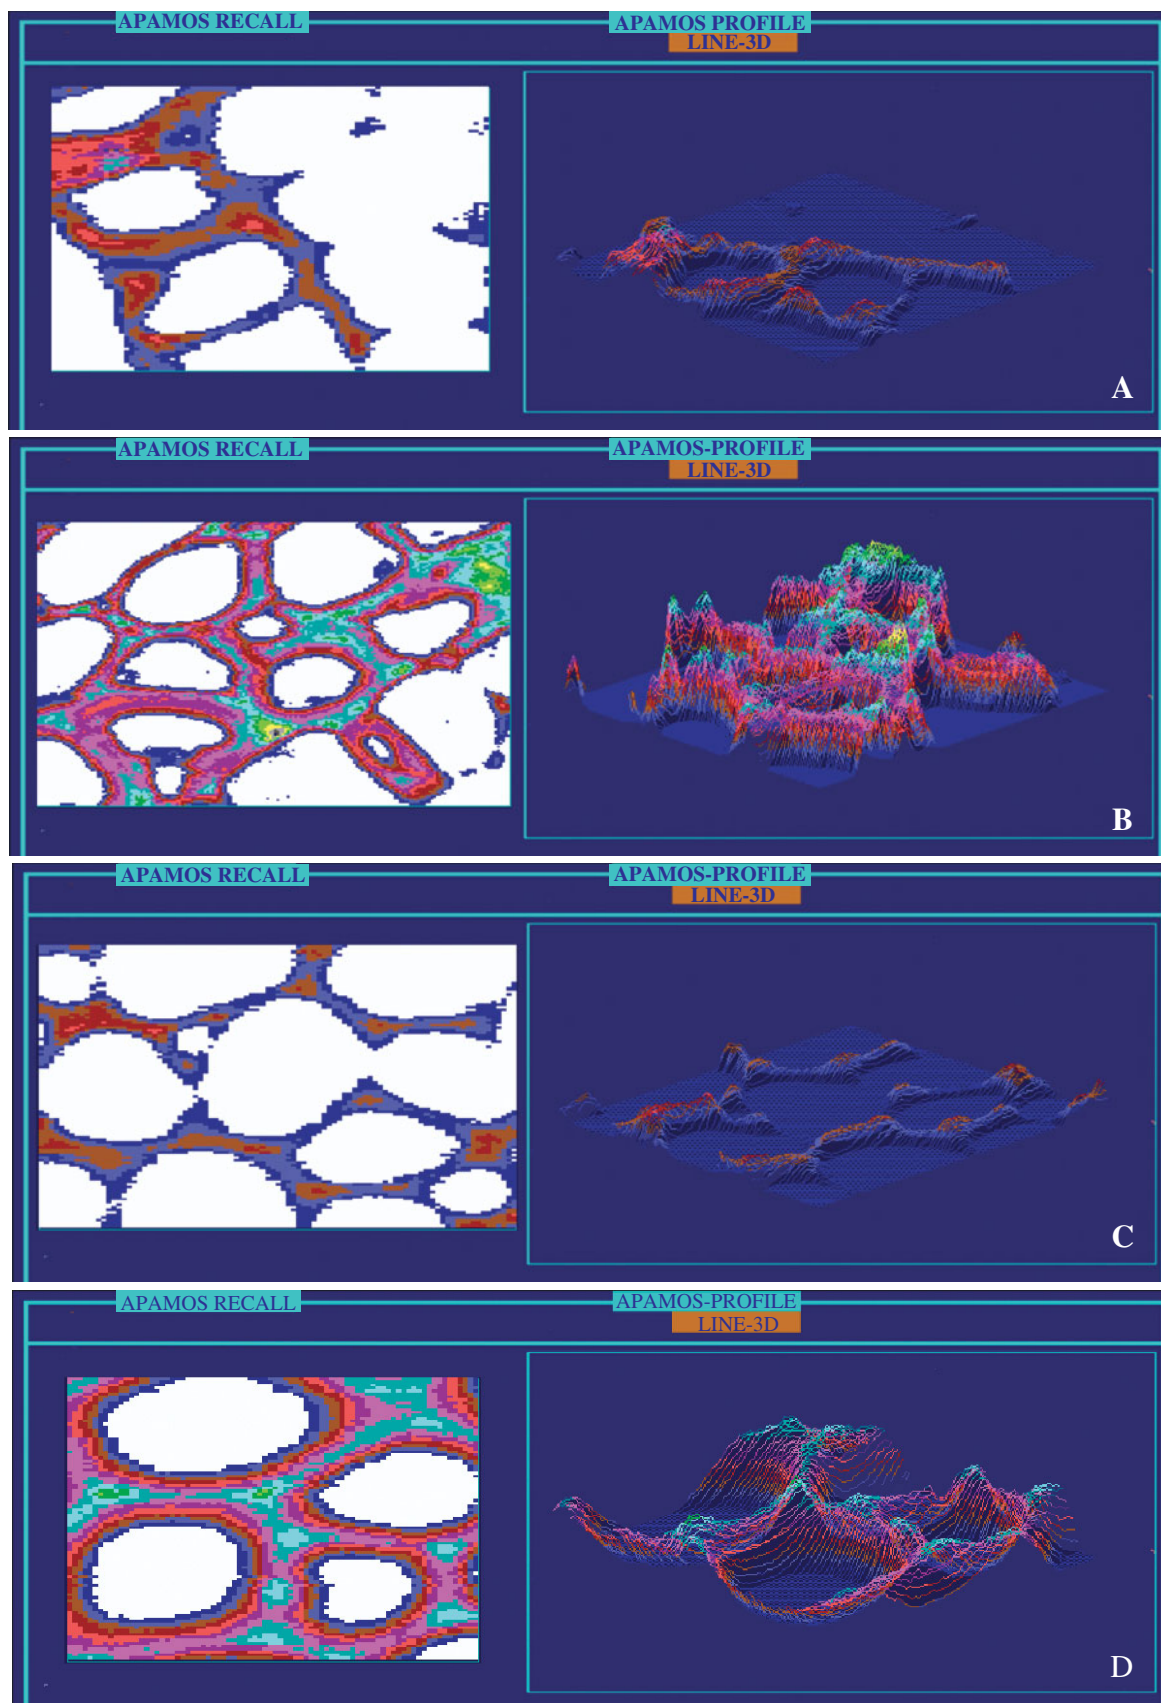 APAMOS RECALL
APAMOS PROFILE
LINE-3D
A
APAMOS RECALL
APAMOS-PROFILE
LINE-3D
B
APAMOS RECALL
APAMOS-PROFILE
LINE-3D
C
APAMOS RECALL
APAMOS-PROFILE
LINE-3D
D